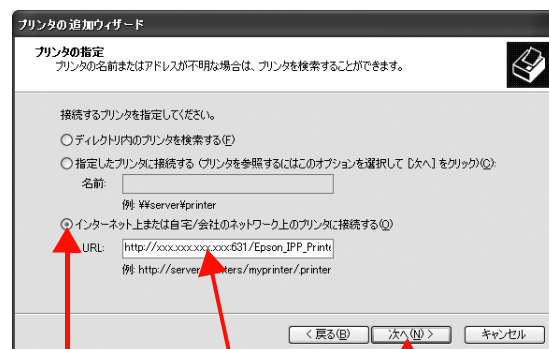 プリンタの追加ウィザード
プリンタの指定
プリンタの名前またはアドレスが不明な場合は、プリンタを検索することができます。
接続するプリンタを指定してください。
ディレクトリ内のプリンタを検索する(F)
指定したプリンタに接続する (プリンタを参照するにはこのオプションを選択して [次へ] をクリック)(C):
名前:
例: ¥¥server¥printer
インターネット上または自宅/会社のネットワーク上のプリンタに接続する(O)
URL: http://xxx.xxx.xxx.xxx:631/Epson_IPP_Printe
例: http://server/printers/myprinter/.printer
< 戻る(B) 次へ(N) > キャンセル